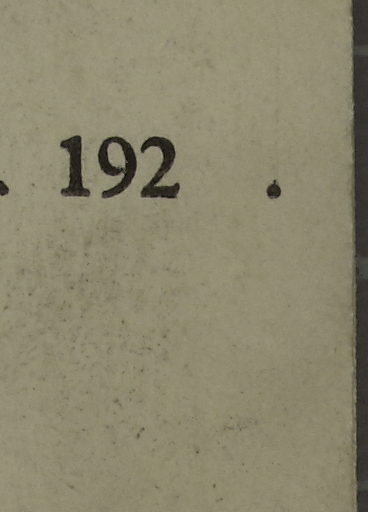 . 192 .